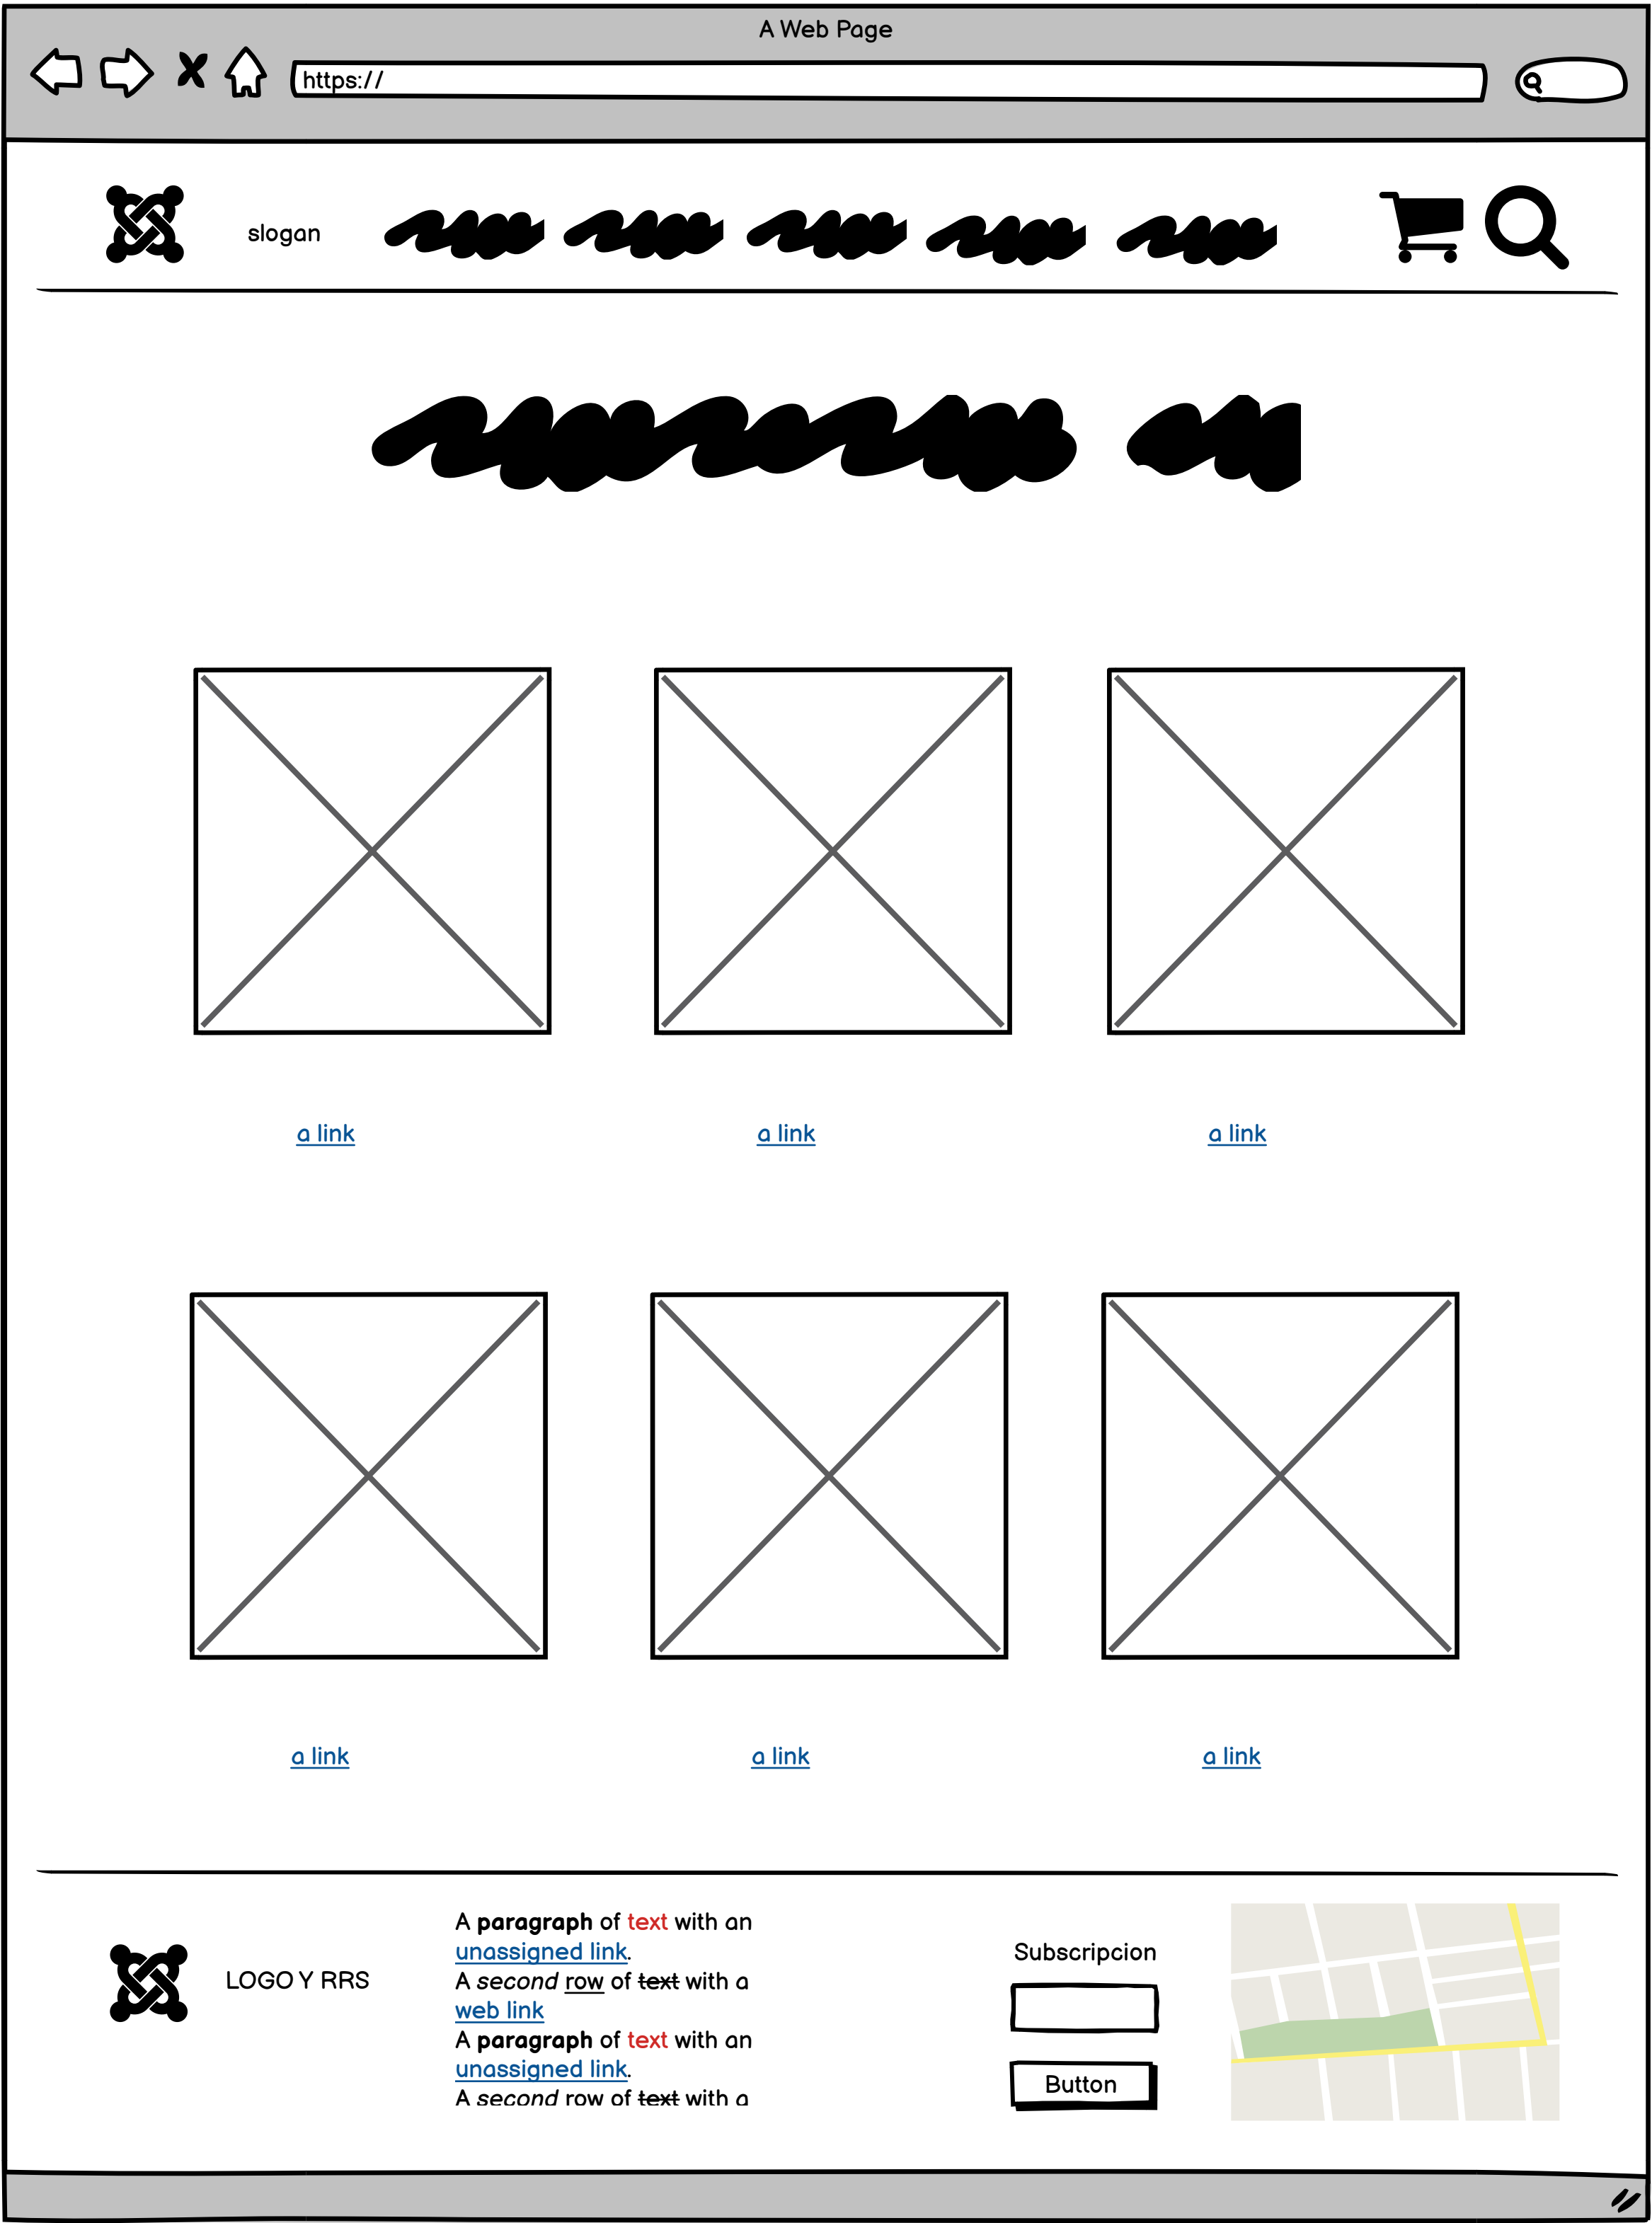 A Web Page
https://
slogan
a link
a link
a link
a link
a link
a link
LOGO Y RRS
A paragraph of text with an
unassigned link.
A second row of text with a
web link
A paragraph of text with an
unassigned link.
A second row of text with a
Subscripcion
Button